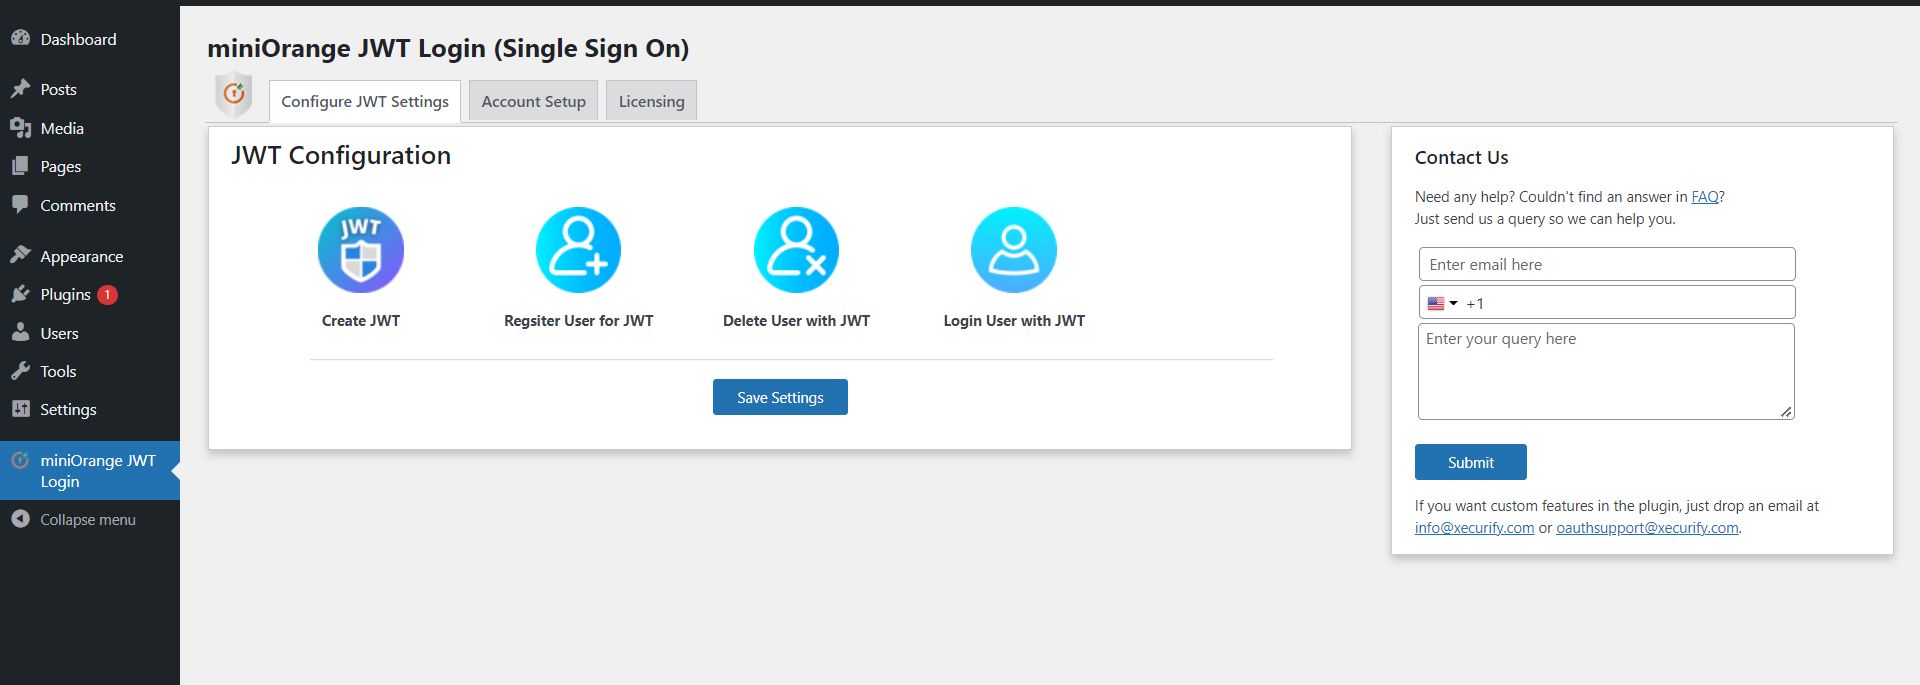 Dashboard
Posts
Media
Pages
Comments
Appearance
Plugins 1
Users
Tools
Settings
miniOrange JWT
Login
Collapse menu
miniOrange JWT Login (Single Sign On)
Configure JWT Settings
Account Setup
Licensing
JWT Configuration
JWT
Create JWT
Regsiter User for JWT
Delete User with JWT
Login User with JWT
Save Settings
Contact Us
Need any help? Couldn't find an answer in FAQ?
Just send us a query so we can help you.
Enter email here
+1
Enter your query here
Submit
If you want custom features in the plugin, just drop an email at
info@xecurify.com or oauthsupport@xecurify.com.